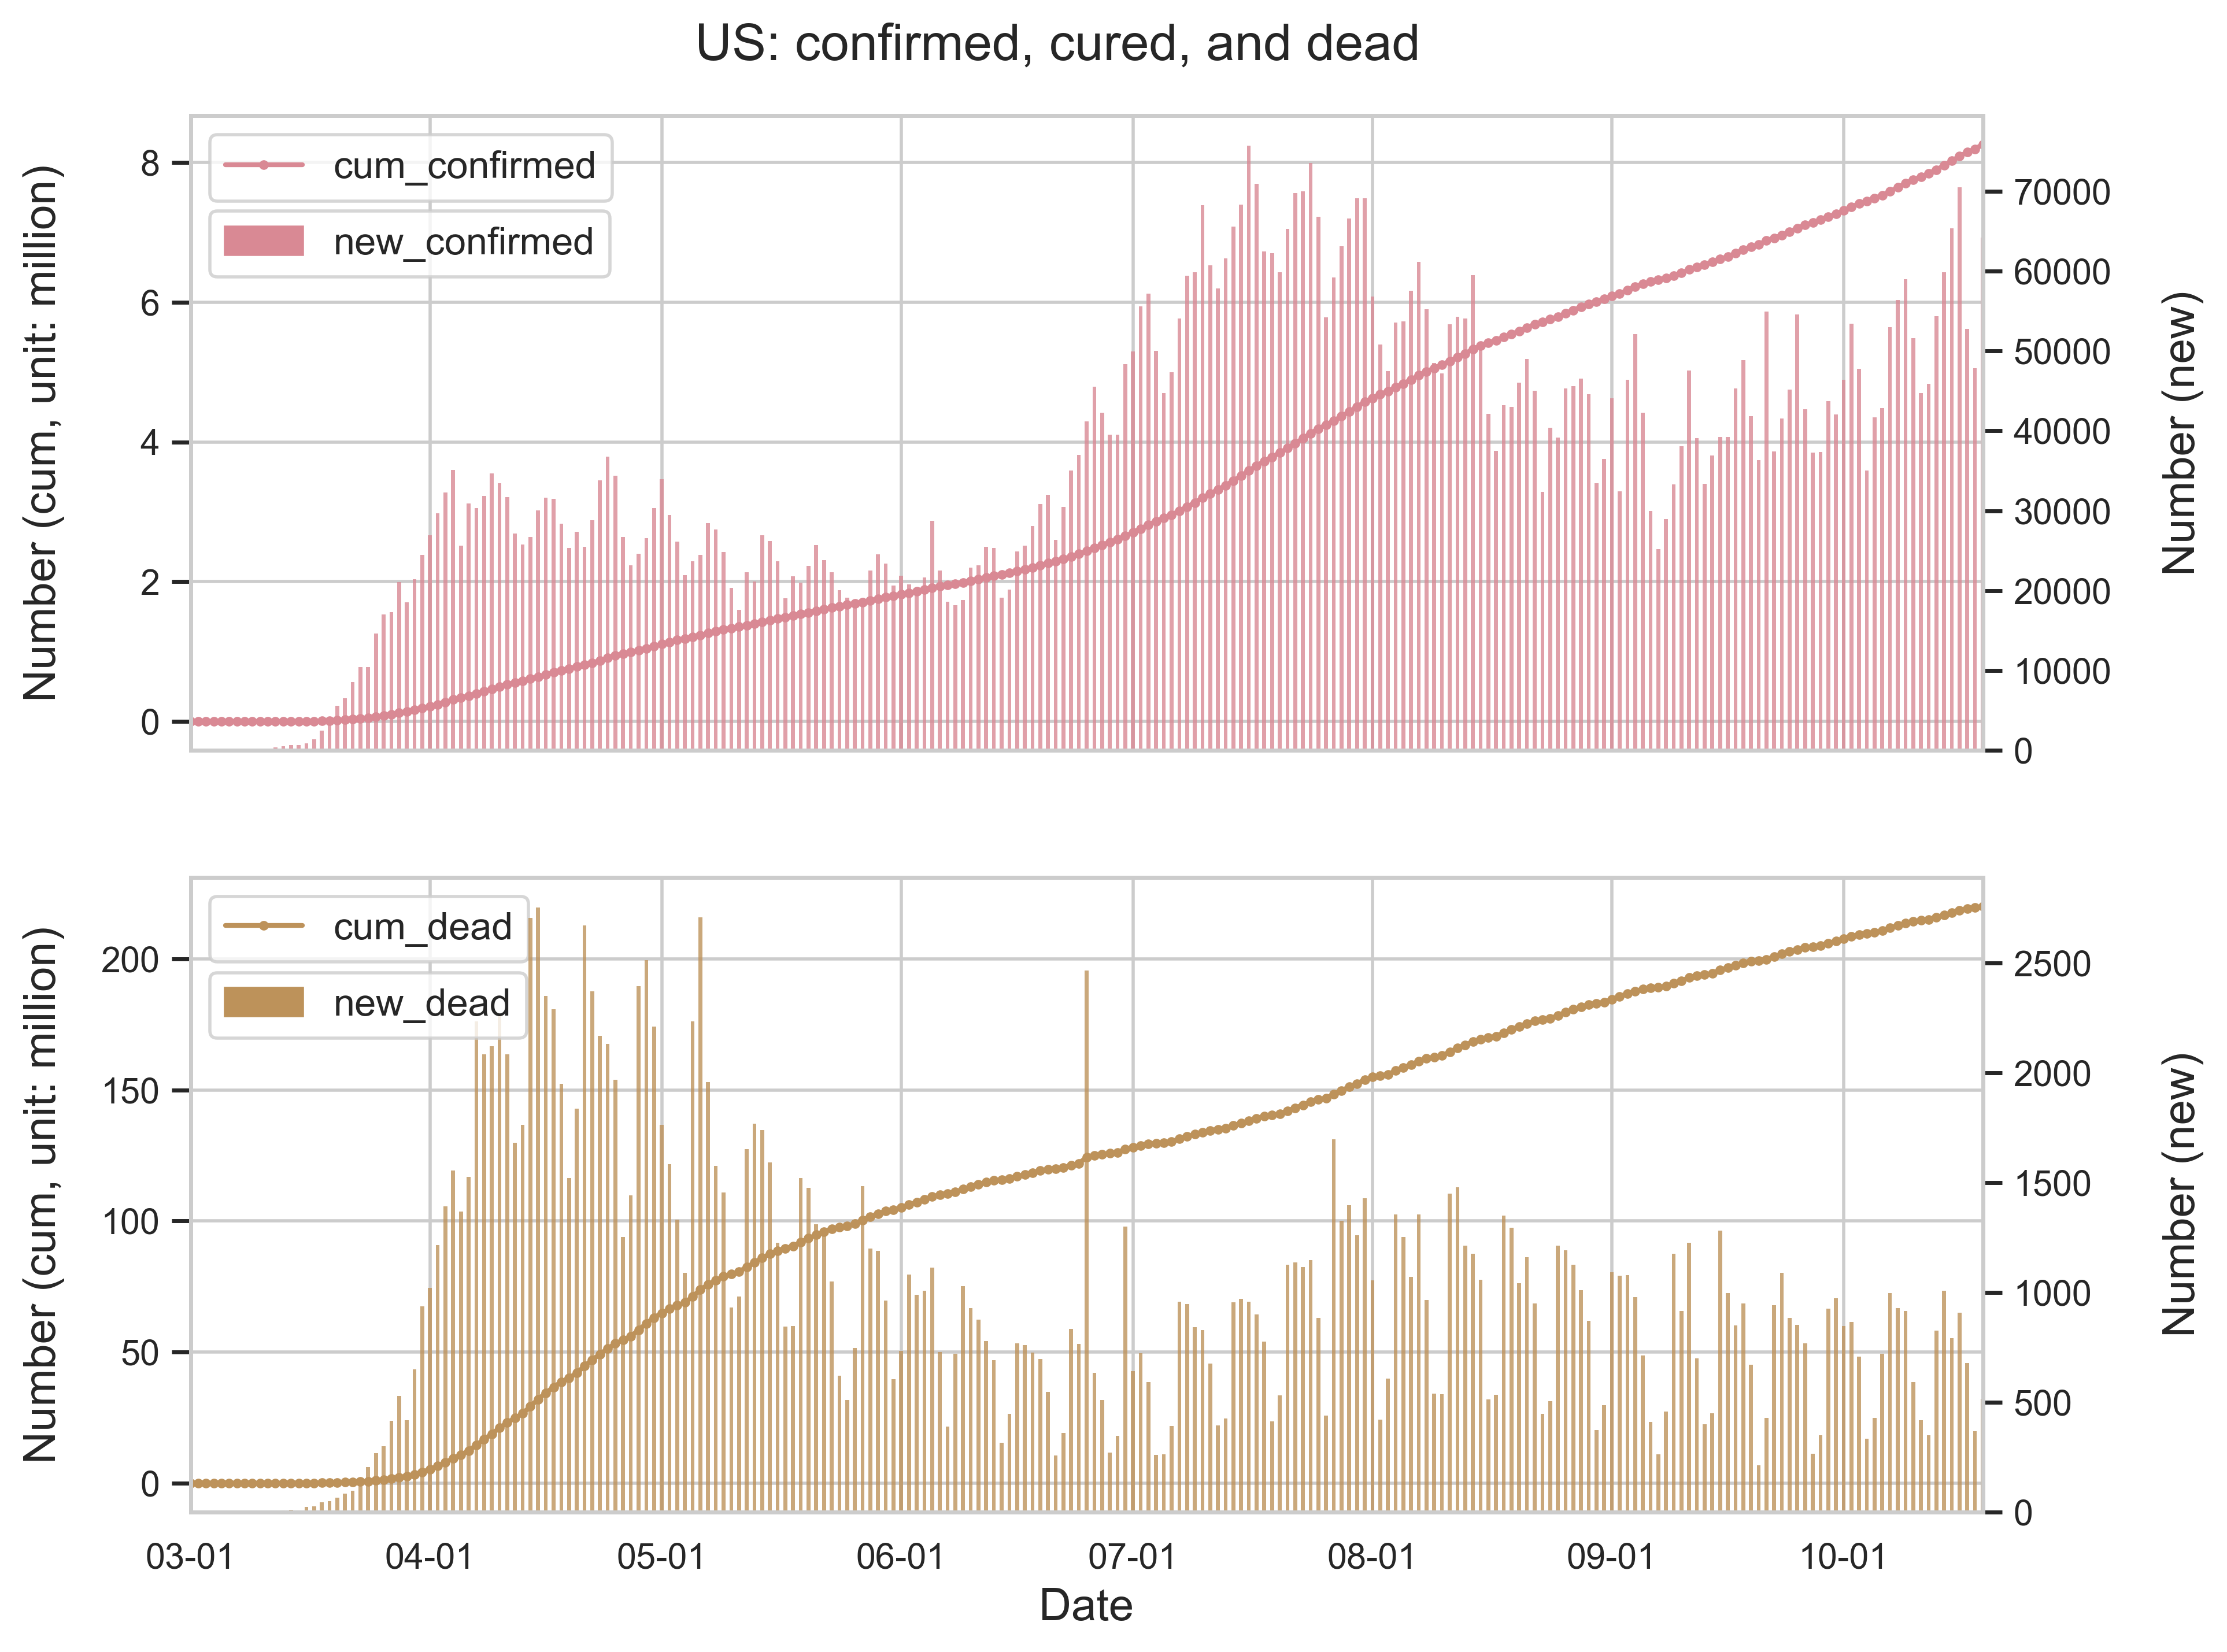 US: confirmed, cured, and dead
Number (cum, unit: million)
8
6
4
2
0
cum_confirmed
new_confirmed
70000
60000
50000
40000
30000
20000
10000
0
Number (new)
Number (cum, unit: million)
200
150
100
50
0
cum_dead
new_dead
2500
2000
1500
1000
500
0
Number (new)
03-01 04-01 05-01 06-01 07-01 08-01 09-01 10-01
Date